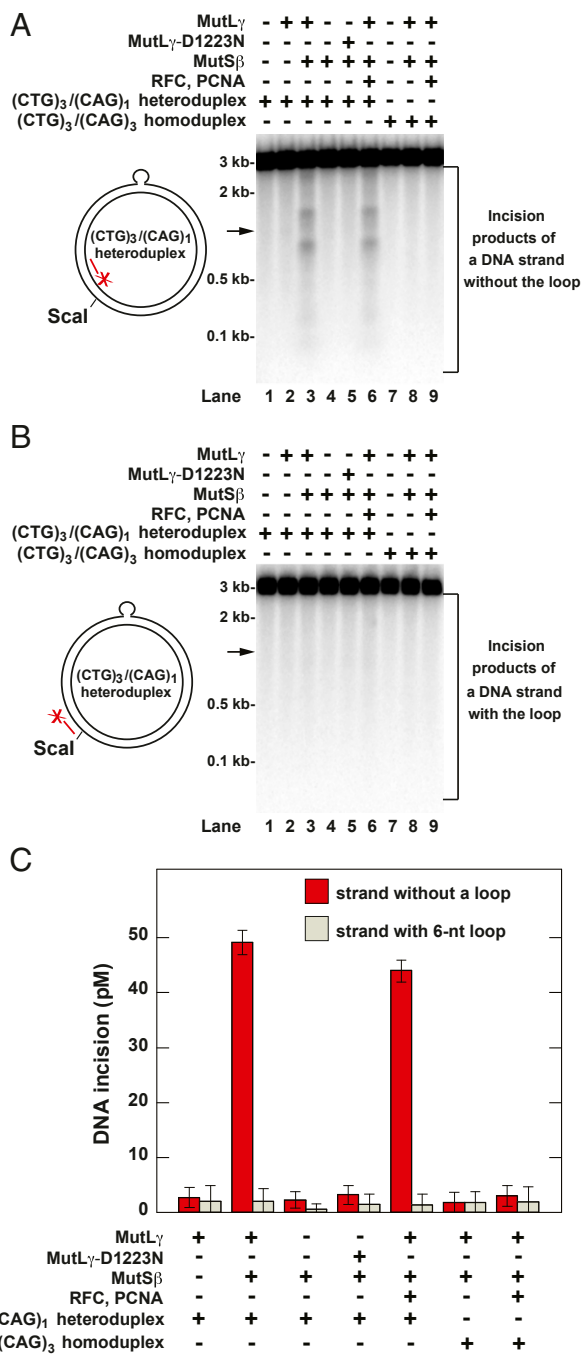 A
MutLγ - + + - - + - + +
MutLγ-D1223N - - - - + - - - -
MutSβ - - + + + + - + +
RFC, PCNA - - - - - + - - +
(CTG)₃/(CAG)₁ heteroduplex + + + + + + - - -
(CTG)₃/(CAG)₃ homoduplex - - - - - - + + +
3 kb-
2 kb-
0.5 kb-
0.1 kb-
(CTG)₃/(CAG)₁
heteroduplex
ScaI
Incision
products of
a DNA strand
without the loop
Lane 1 2 3 4 5 6 7 8 9
B
MutLγ - + + - - + - + +
MutLγ-D1223N - - - - + - - - -
MutSβ - - + + + + - + +
RFC, PCNA - - - - - + - - +
(CTG)₃/(CAG)₁ heteroduplex + + + + + + - - -
(CTG)₃/(CAG)₃ homoduplex - - - - - - + + +
3 kb-
2 kb-
0.5 kb-
0.1 kb-
(CTG)₃/(CAG)₁
heteroduplex
ScaI
Incision
products of
a DNA strand
with the loop
Lane 1 2 3 4 5 6 7 8 9
C
strand without a loop
strand with 6-nt loop
DNA incision (pM)
50
40
30
20
10
0
MutLγ + + - - + + +
MutLγ-D1223N - - - + - - -
MutSβ - + + + + + +
RFC, PCNA - - - - + - +
(CAG)₁ heteroduplex + + + + + - -
(CAG)₃ homoduplex - - - - - + +